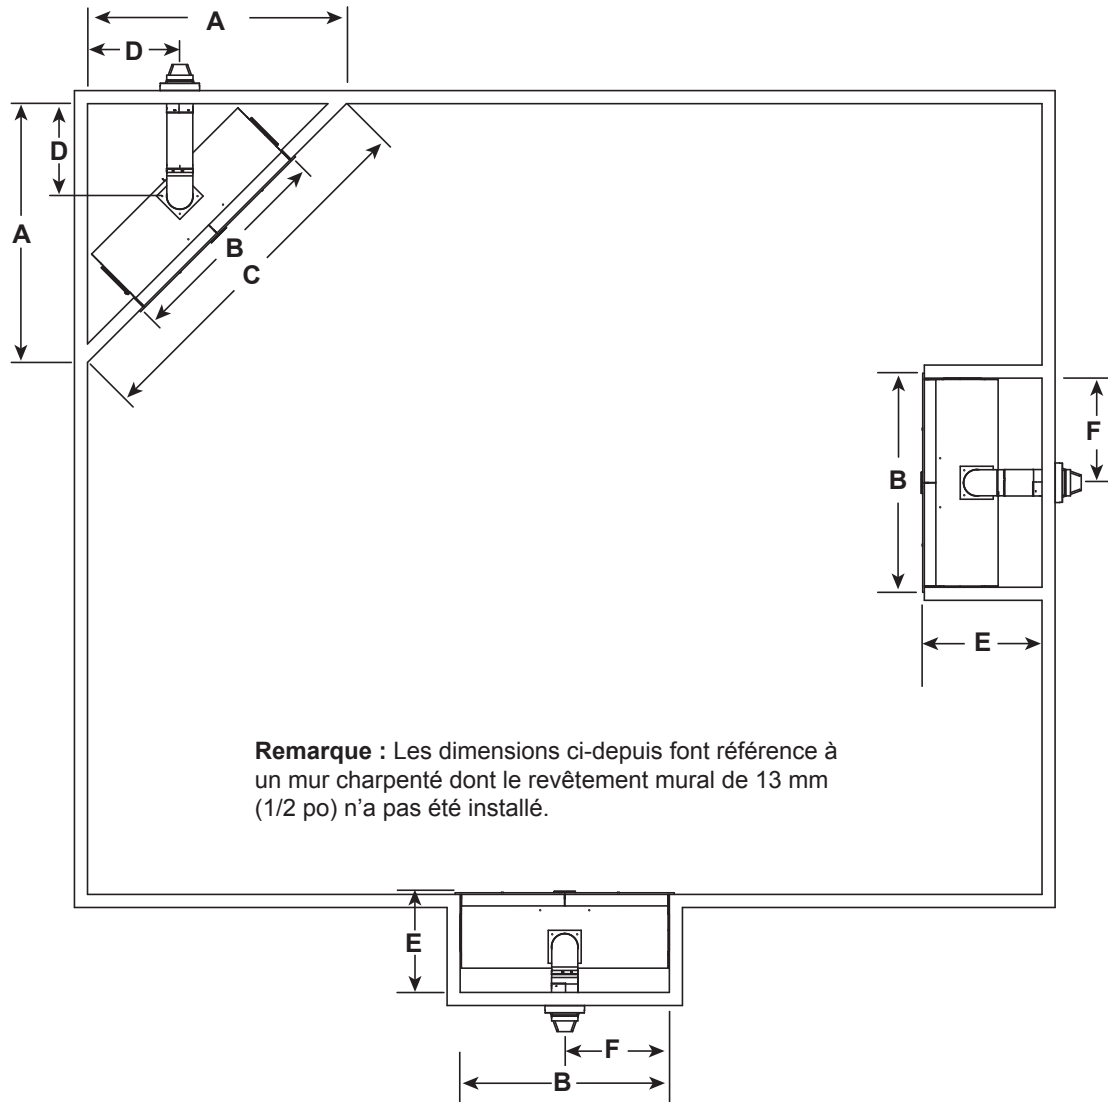 A
D
D
A
B
C
F
B
E
Remarque : Les dimensions ci-depuis font référence à
un mur charpenté dont le revêtement mural de 13 mm
(1/2 po) n'a pas été installé.
E
F
B